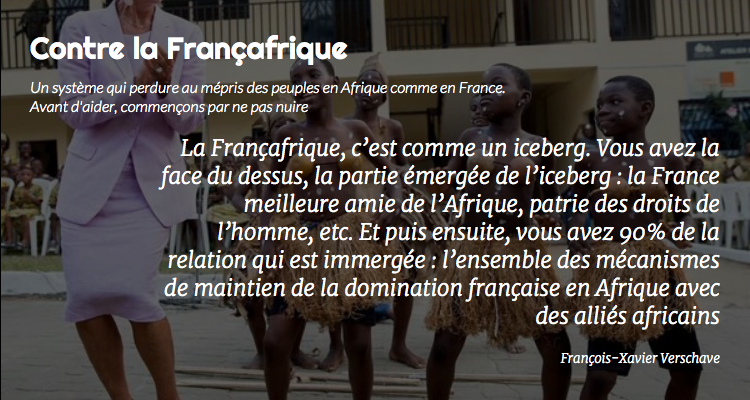 Contre la Françafrique
Un système qui perdure au mépris des peuples en Afrique comme en France.
Avant d'aider, commençons par ne pas nuire
La Françafrique, c’est comme un iceberg. Vous avez la
face du dessus, la partie émergée de l’iceberg : la France
meilleure amie de l’Afrique, patrie des droits de
l’homme, etc. Et puis ensuite, vous avez 90% de la
relation qui est immergée : l’ensemble des mécanismes
de maintien de la domination française en Afrique avec
des alliés africains
François-Xavier Verschave